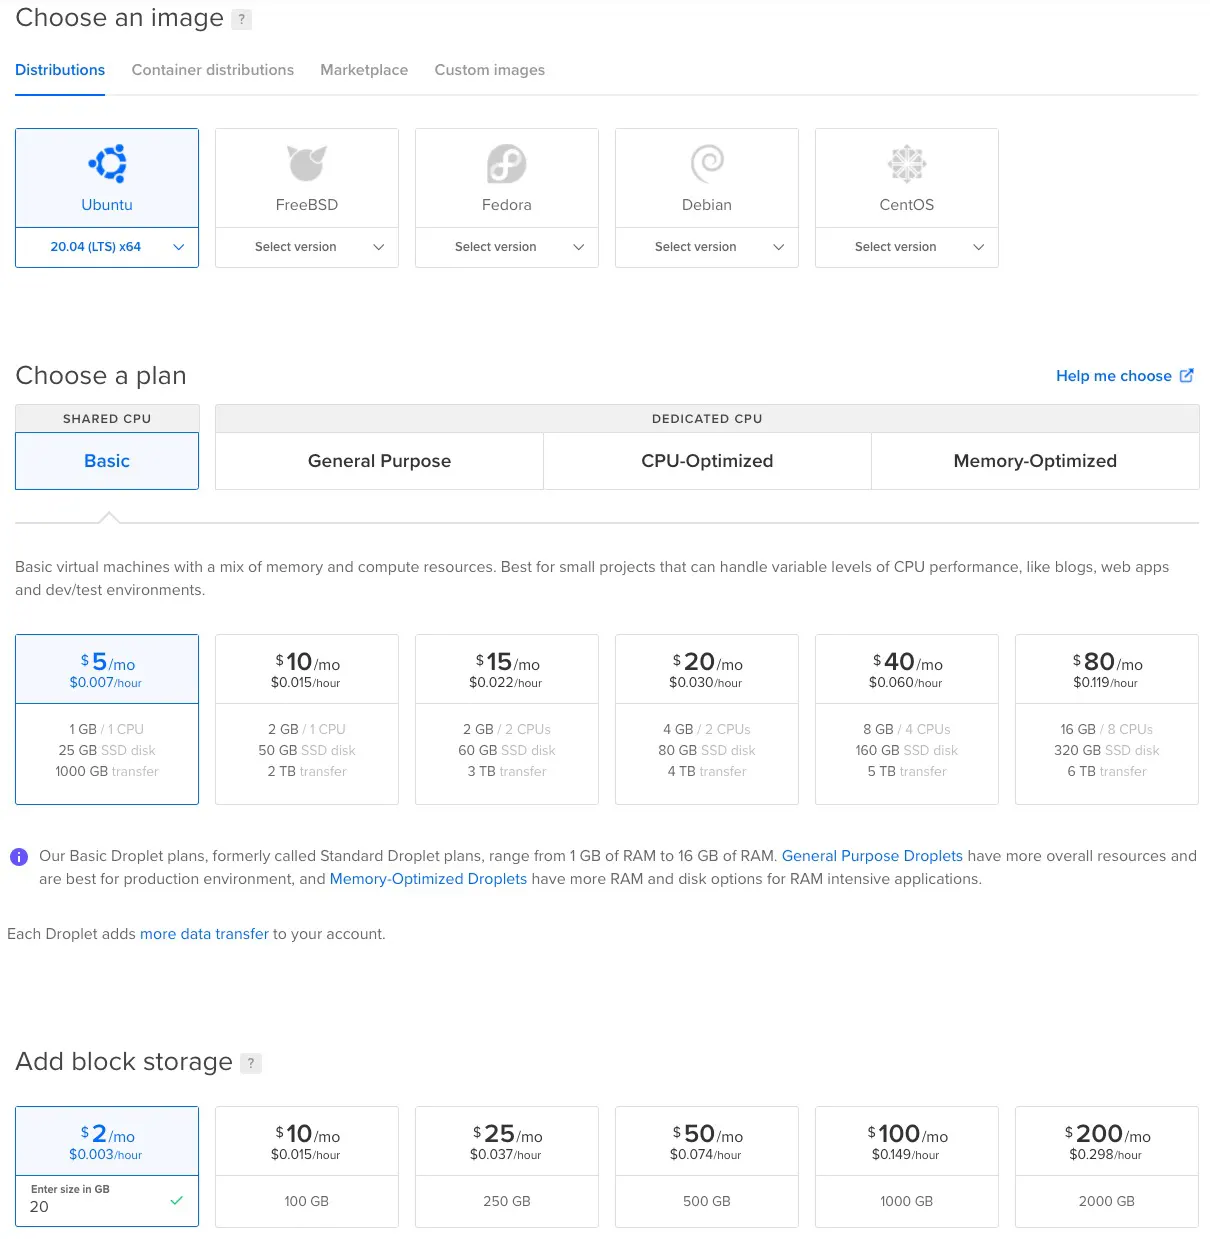 Choose an image ?
Distributions Container distributions Marketplace Custom images
Ubuntu FreeBSD Fedora Debian CentOS
20.04 (LTS) x64 Select version Select version Select version Select version
Choose a plan Help me choose
SHARED CPU DEDICATED CPU
Basic General Purpose CPU-Optimized Memory-Optimized
Basic virtual machines with a mix of memory and compute resources. Best for small projects that can handle variable levels of CPU performance, like blogs, web apps
and dev/test environments.
$5/mo $10/mo $15/mo $20/mo $40/mo $80/mo
$0.007/hour $0.015/hour $0.022/hour $0.030/hour $0.060/hour $0.119/hour
1 GB / 1 CPU 2 GB / 1 CPU 2 GB / 2 CPUs 4 GB / 2 CPUs 8 GB / 4 CPUs 16 GB / 8 CPUs
25 GB SSD disk 50 GB SSD disk 60 GB SSD disk 80 GB SSD disk 160 GB SSD disk 320 GB SSD disk
1000 GB transfer 2 TB transfer 3 TB transfer 4 TB transfer 5 TB transfer 6 TB transfer
Our Basic Droplet plans, formerly called Standard Droplet plans, range from 1 GB of RAM to 16 GB of RAM. General Purpose Droplets have more overall resources and
are best for production environment, and Memory-Optimized Droplets have more RAM and disk options for RAM intensive applications.
Each Droplet adds more data transfer to your account.
Add block storage ?
$2/mo $10/mo $25/mo $50/mo $100/mo $200/mo
$0.003/hour $0.015/hour $0.037/hour $0.074/hour $0.149/hour $0.298/hour
Enter size in GB
20 100 GB 250 GB 500 GB 1000 GB 2000 GB